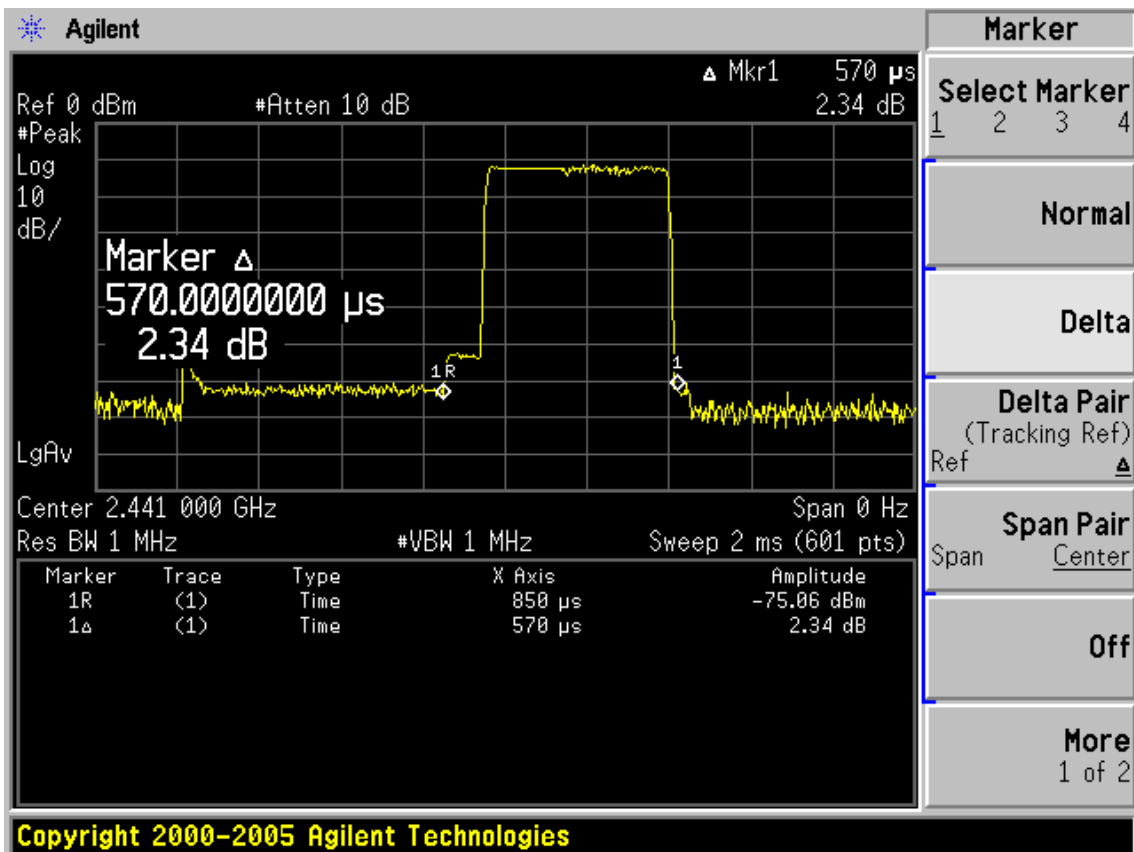 Agilent
Marker
Δ Mkr1 570 µs
Ref 0 dBm #Atten 10 dB 2.34 dB
#Peak
Log
10
dB/
Marker Δ
570.0000000 µs
2.34 dB
1R
1
LgAv
Center 2.441 000 GHz Span 0 Hz
Res BW 1 MHz #VBW 1 MHz Sweep 2 ms (601 pts)
Marker Trace Type X Axis Amplitude
1R (1) Time 850 µs -75.06 dBm
1Δ (1) Time 570 µs 2.34 dB
Select Marker
1 2 3 4
Normal
Delta
Delta Pair
(Tracking Ref)
Ref Δ
Span Pair
Span Center
Off
More
1 of 2
Copyright 2000-2005 Agilent Technologies